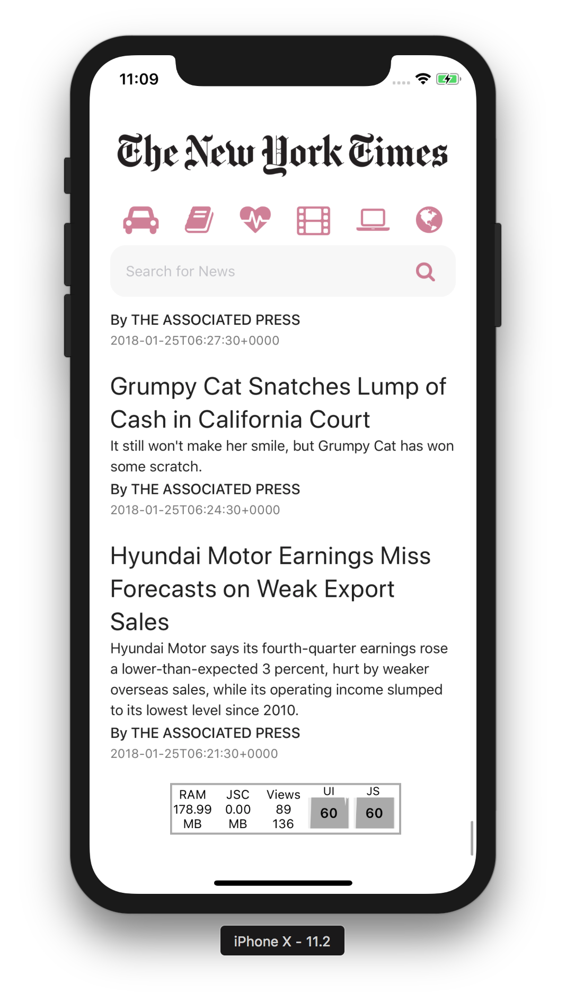 11:09
The New York Times
Search for News
By THE ASSOCIATED PRESS
2018-01-25T06:27:30+0000
Grumpy Cat Snatches Lump of
Cash in California Court
It still won't make her smile, but Grumpy Cat has won
some scratch.
By THE ASSOCIATED PRESS
2018-01-25T06:24:30+0000
Hyundai Motor Earnings Miss
Forecasts on Weak Export
Sales
Hyundai Motor says its fourth-quarter earnings rose
a lower-than-expected 3 percent, hurt by weaker
overseas sales, while its operating income slumped
to its lowest level since 2010.
By THE ASSOCIATED PRESS
2018-01-25T06:21:30+0000
RAM JSC Views UI JS
178.99 0.00 89 60 60
MB MB 136
iPhone X - 11.2